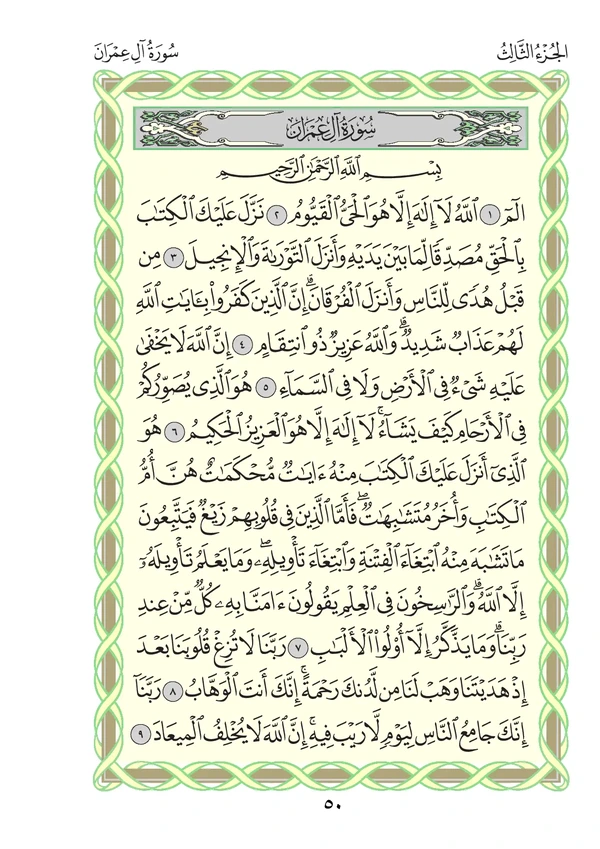 الجُزْءُ الثَّالِثُ
سُورَةُ آلِ عِمْرَانَ
سُورَةُ آلِ عِمْرَانَ
بِسْمِ ٱللَّهِ ٱلرَّحْمَٰنِ ٱلرَّحِيمِ
الٓمٓ ١ ٱللَّهُ لَآ إِلَٰهَ إِلَّا هُوَ ٱلْحَىُّ ٱلْقَيُّومُ ٢ نَزَّلَ عَلَيْكَ ٱلْكِتَٰبَ
بِٱلْحَقِّ مُصَدِّقًا لِّمَا بَيْنَ يَدَيْهِ وَأَنزَلَ ٱلتَّوْرَىٰةَ وَٱلْإِنجِيلَ ٣ مِن
قَبْلُ هُدًى لِّلنَّاسِ وَأَنزَلَ ٱلْفُرْقَانَۗ إِنَّ ٱلَّذِينَ كَفَرُوا۟ بِـَٔايَٰتِ ٱللَّهِ
لَهُمْ عَذَابٌ شَدِيدٌۗ وَٱللَّهُ عَزِيزٌ ذُو ٱنتِقَامٍ ٤ إِنَّ ٱللَّهَ لَا يَخْفَىٰ
عَلَيْهِ شَىْءٌ فِى ٱلْأَرْضِ وَلَا فِى ٱلسَّمَآءِ ٥ هُوَ ٱلَّذِى يُصَوِّرُكُمْ
فِى ٱلْأَرْحَامِ كَيْفَ يَشَآءُۚ لَآ إِلَٰهَ إِلَّا هُوَ ٱلْعَزِيزُ ٱلْحَكِيمُ ٦ هُوَ
ٱلَّذِىٓ أَنزَلَ عَلَيْكَ ٱلْكِتَٰبَ مِنْهُ ءَايَٰتٌ مُّحْكَمَٰتٌ هُنَّ أُمُّ
ٱلْكِتَٰبِ وَأُخَرُ مُتَشَٰبِهَٰتٌۖ فَأَمَّا ٱلَّذِينَ فِى قُلُوبِهِمْ زَيْغٌ فَيَتَّبِعُونَ
مَا تَشَٰبَهَ مِنْهُ ٱبْتِغَآءَ ٱلْفِتْنَةِ وَٱبْتِغَآءَ تَأْوِيلِهِۦۖ وَمَا يَعْلَمُ تَأْوِيلَهُۥٓ
إِلَّا ٱللَّهُۗ وَٱلرَّٰسِخُونَ فِى ٱلْعِلْمِ يَقُولُونَ ءَامَنَّا بِهِۦ كُلٌّ مِّنْ عِندِ
رَبِّنَاۗ وَمَا يَذَّكَّرُ إِلَّآ أُو۟لُوا۟ ٱلْأَلْبَٰبِ ٧ رَبَّنَا لَا تُزِغْ قُلُوبَنَا بَعْدَ
إِذْ هَدَيْتَنَا وَهَبْ لَنَا مِن لَّدُنكَ رَحْمَةًۚ إِنَّكَ أَنتَ ٱلْوَهَّابُ ٨ رَبَّنَآ
إِنَّكَ جَامِعُ ٱلنَّاسِ لِيَوْمٍ لَّا رَيْبَ فِيهِۚ إِنَّ ٱللَّهَ لَا يُخْلِفُ ٱلْمِيعَادَ ٩
٥٠